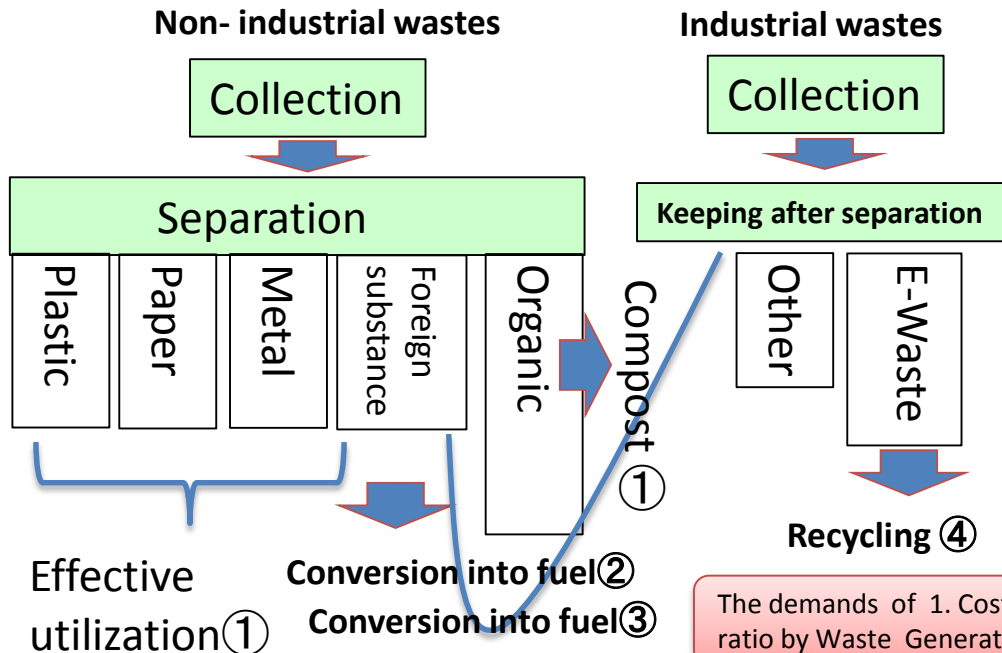 Non- industrial wastes
Industrial wastes
Collection
Collection
Separation
Keeping after separation
Plastic
Paper
Metal
Foreign
substance
Organic
Compost ①
Other
E-Waste
Effective
utilization①
Conversion into fuel②
Conversion into fuel③
Recycling ④
The demands of 1. Cost
ratio by Waste Generat